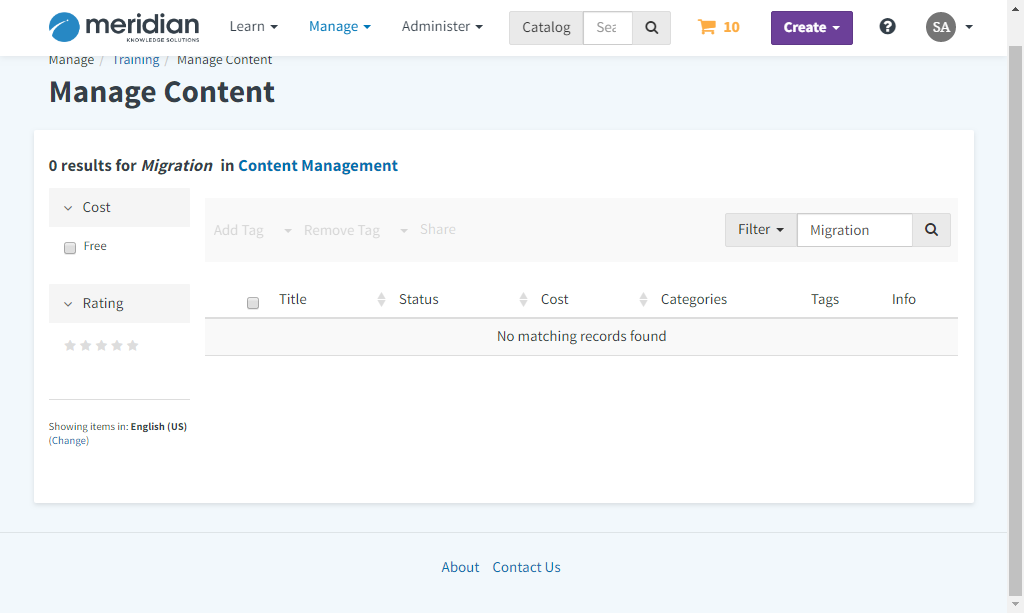 meridian
KNOWLEDGE SOLUTIONS
Learn
Manage
Administer
Catalog
Sea
10
Create
?
SA
Manage / Training / Manage Content
Manage Content
0 results for Migration in Content Management
Cost
Free
Rating
Showing items in: English (US)
(Change)
Add Tag
Remove Tag
Share
Filter
Migration
Title
Status
Cost
Categories
Tags
Info
No matching records found
About
Contact Us